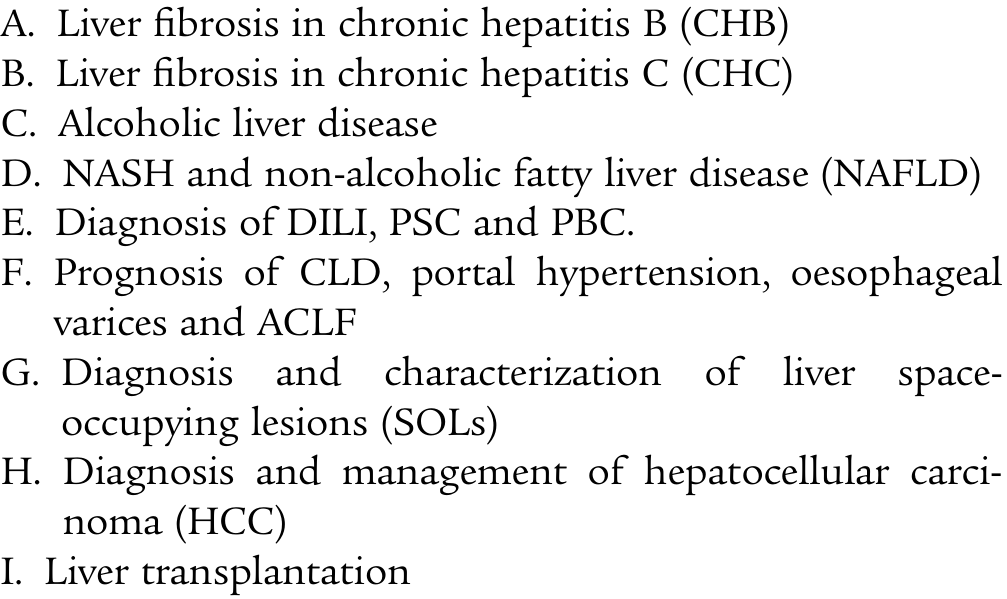 A. Liver fibrosis in chronic hepatitis B (CHB)
B. Liver fibrosis in chronic hepatitis C (CHC)
C. Alcoholic liver disease
D. NASH and non-alcoholic fatty liver disease (NAFLD)
E. Diagnosis of DILI, PSC and PBC.
F. Prognosis of CLD, portal hypertension, oesophageal
varices and ACLF
G. Diagnosis and characterization of liver space-
occupying lesions (SOLs)
H. Diagnosis and management of hepatocellular carci-
noma (HCC)
I. Liver transplantation